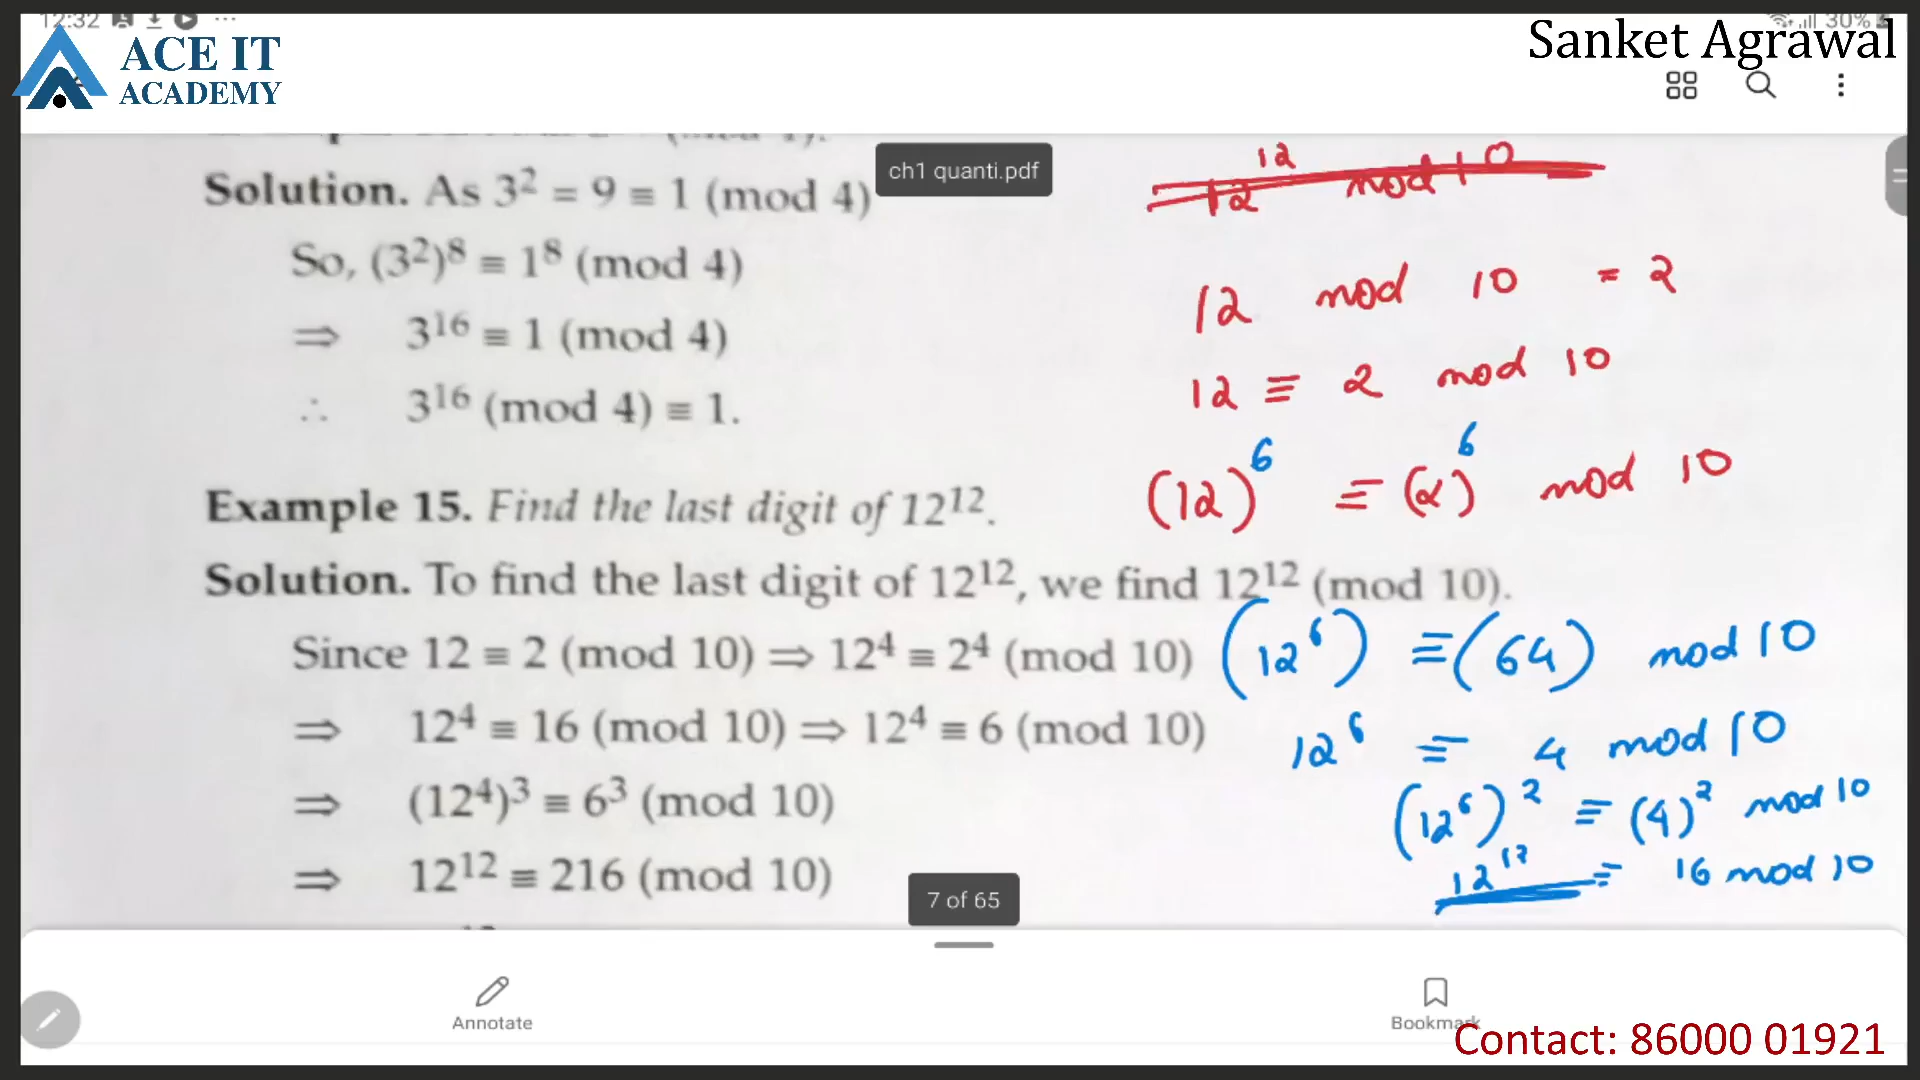 12:32
30%
ACE IT
ACADEMY
Sanket Agrawal
ch1 quanti.pdf
Solution. As 3² = 9 ≡ 1 (mod 4)
So, (3²)⁸ ≡ 1⁸ (mod 4)
⇒ 3¹⁶ ≡ 1 (mod 4)
∴ 3¹⁶ (mod 4) ≡ 1.
Example 15. Find the last digit of 12¹².
Solution. To find the last digit of 12¹², we find 12¹² (mod 10).
Since 12 ≡ 2 (mod 10) ⇒ 12⁴ ≡ 2⁴ (mod 10)
⇒ 12⁴ ≡ 16 (mod 10) ⇒ 12⁴ ≡ 6 (mod 10)
⇒ (12⁴)³ ≡ 6³ (mod 10)
⇒ 12¹² ≡ 216 (mod 10)
12¹² mod 10
12 mod 10 = 2
12 ≡ 2 mod 10
(12)⁶ ≡ (2)⁶ mod 10
(12⁶) ≡ (64) mod 10
12⁶ ≡ 4 mod 10
(12⁶)² ≡ (4)² mod 10
12¹² ≡ 16 mod 10
7 of 65
Annotate
Bookmark
Contact: 86000 01921